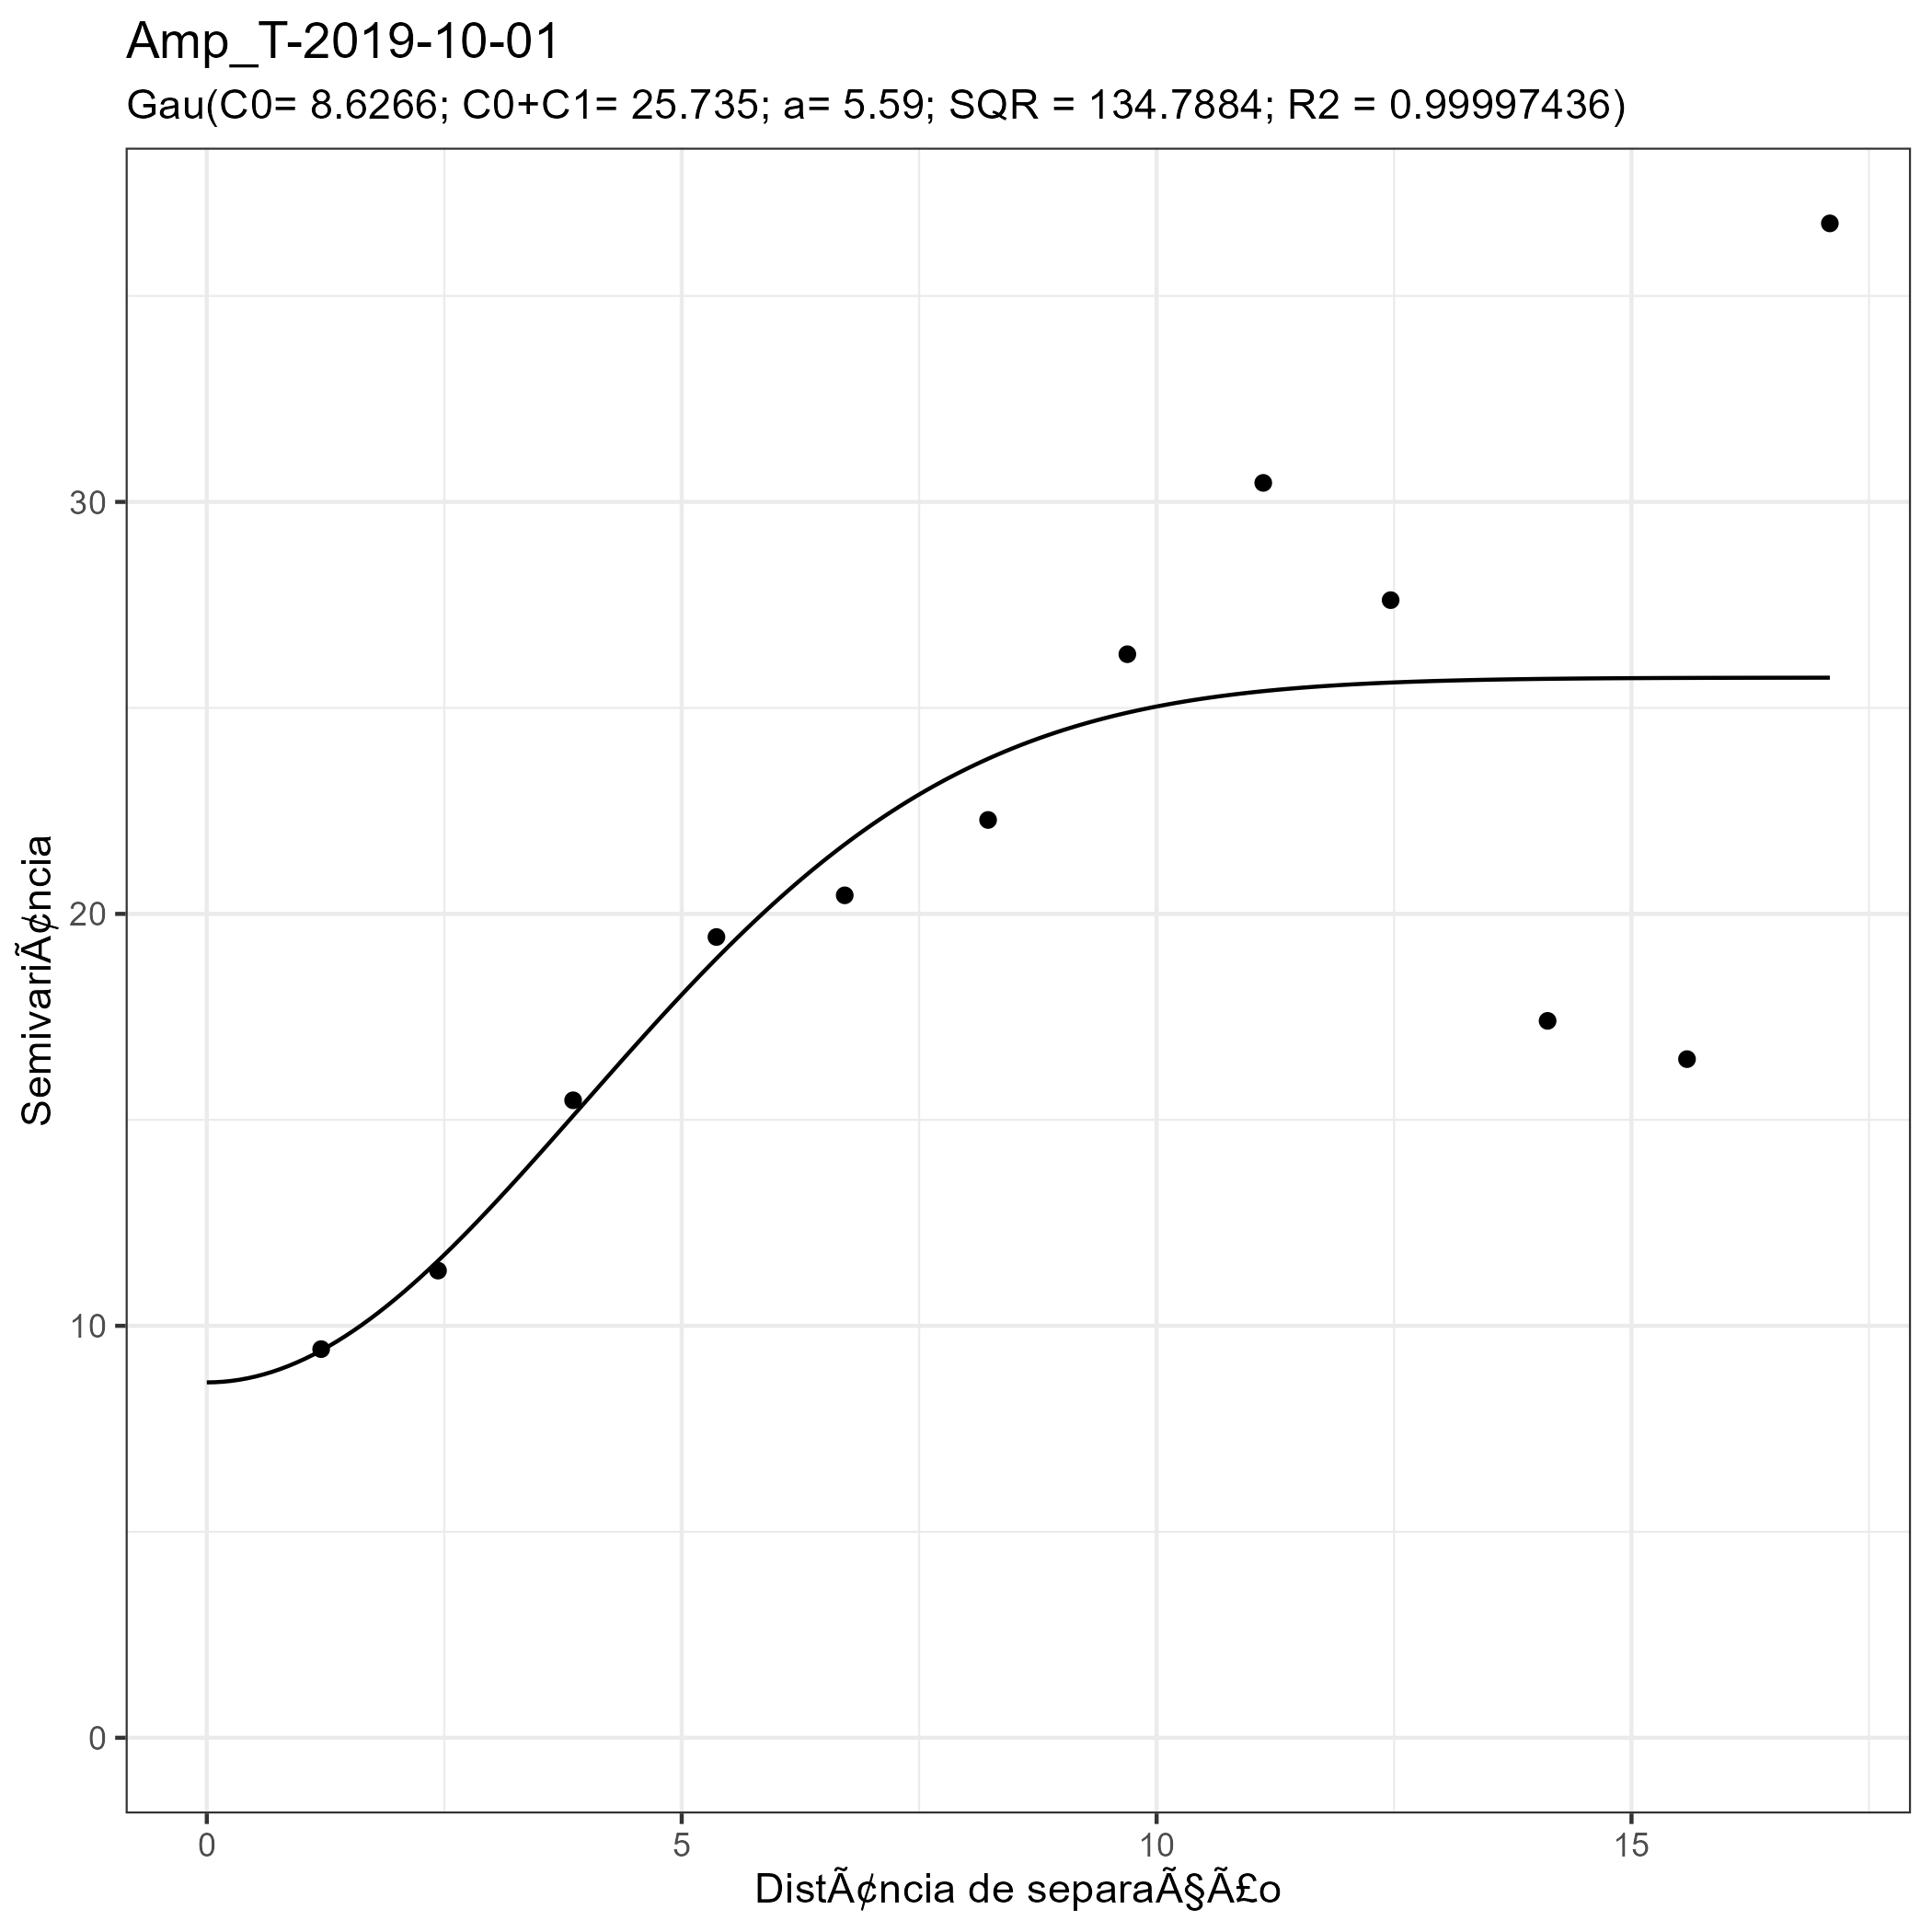 Amp_T-2019-10-01
Gau(C0= 8.6266; C0+C1= 25.735; a= 5.59; SQR = 134.7884; R2 = 0.99997436)
30
20
10
0
SemivariÃ¢ncia
0 5 10 15
DistÃ¢ncia de separaÃ§Ã£o